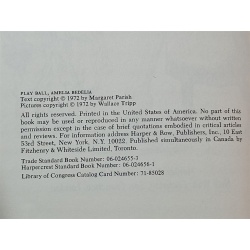 PLAY BALL, AMELIA BEDELIA
Text copyright © 1972 by Margaret Parish
Pictures copyright © 1972 by Wallace Tripp
All rights reserved. Printed in the United States of America. No part of this
book may be used or reproduced in any manner whatsoever without written
permission except in the case of brief quotations embodied in critical articles
and reviews. For information address Harper & Row, Publishers, Inc., 10 East
53rd Street, New York, N.Y. 10022. Published simultaneously in Canada by
Fitzhenry & Whiteside Limited, Toronto.
Trade Standard Book Number: 06-024655-1
Harpercrest Standard Book Number: 06-024656-1
Library of Congress Catalog Card Number: 71-85028